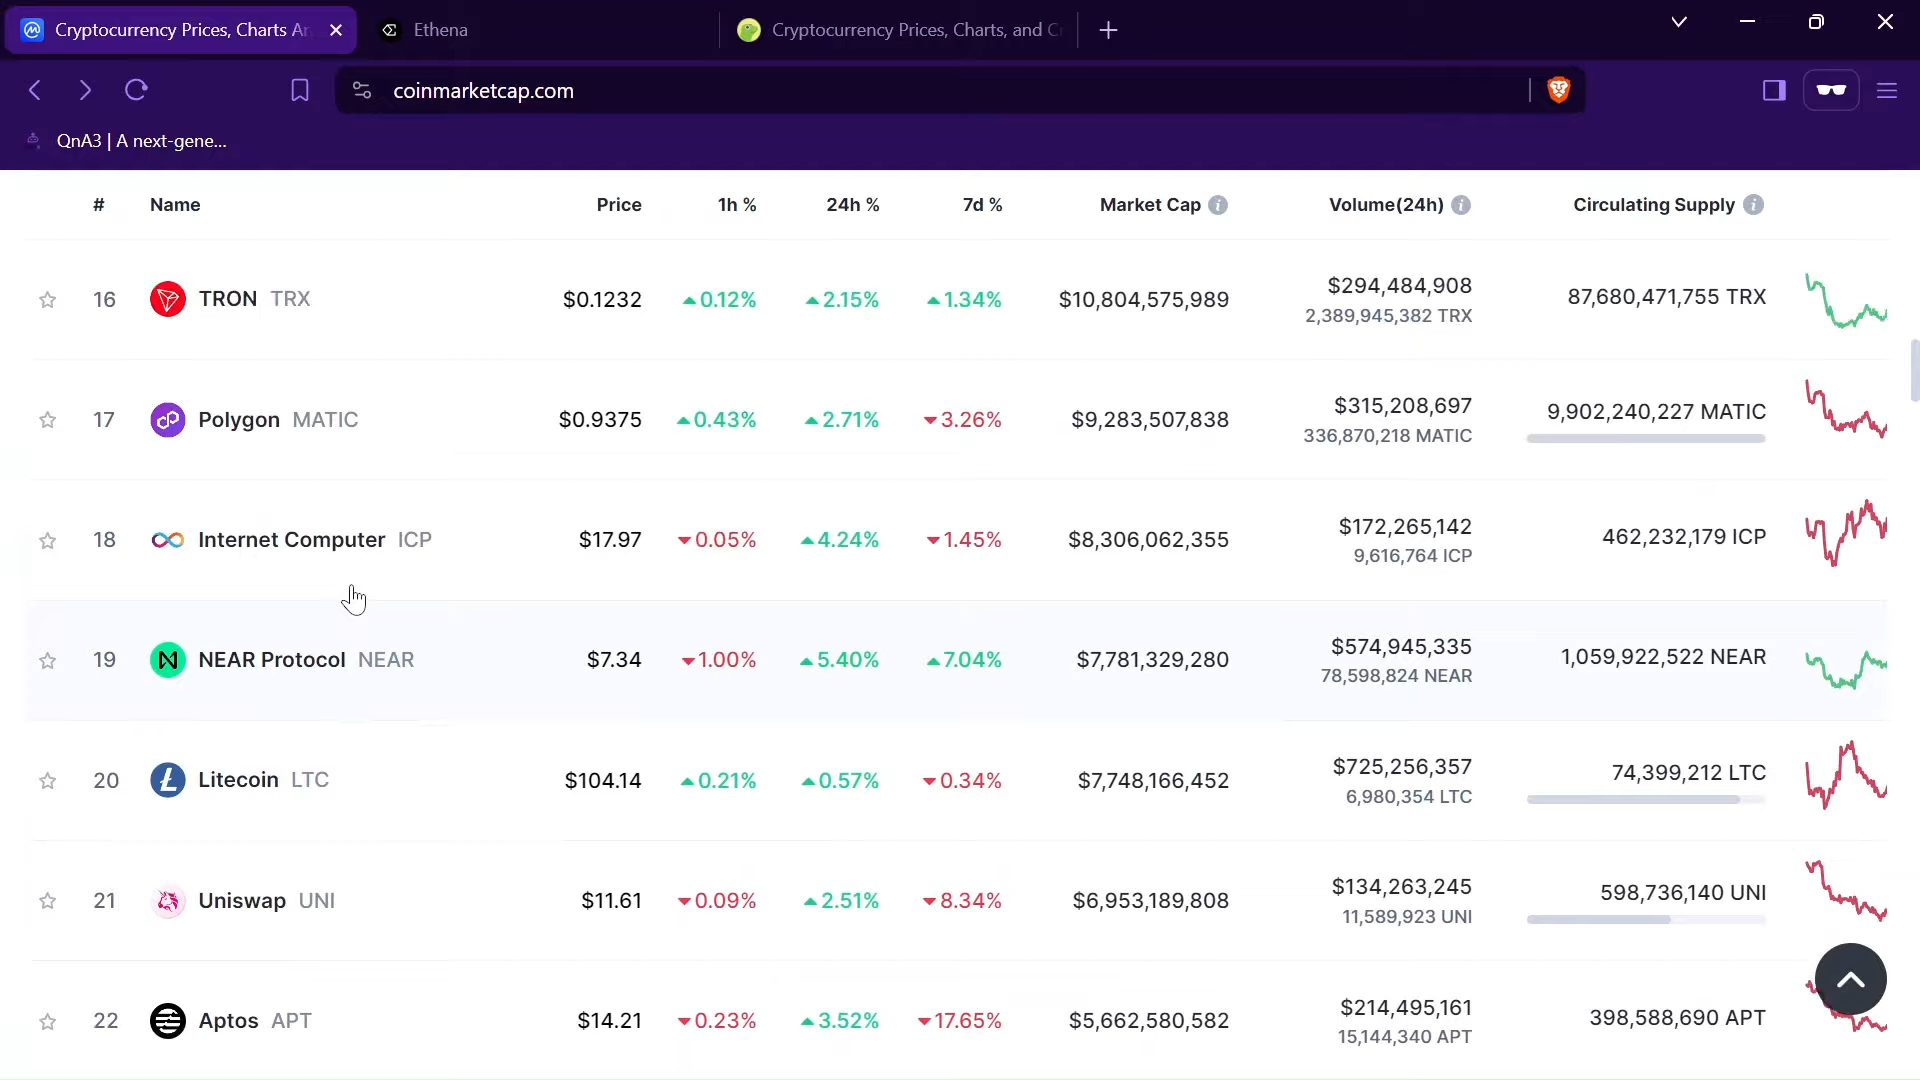 Cryptocurrency Prices, Charts An
Ethena
Cryptocurrency Prices, Charts, and C
coinmarketcap.com
QnA3 | A next-gene...
# Name Price 1h % 24h % 7d % Market Cap Volume(24h) Circulating Supply
16 TRON TRX $0.1232 0.12% 2.15% 1.34% $10,804,575,989 $294,484,908 87,680,471,755 TRX
2,389,945,382 TRX
17 Polygon MATIC $0.9375 0.43% 2.71% 3.26% $9,283,507,838 $315,208,697 9,902,240,227 MATIC
336,870,218 MATIC
18 Internet Computer ICP $17.97 0.05% 4.24% 1.45% $8,306,062,355 $172,265,142 462,232,179 ICP
9,616,764 ICP
19 NEAR Protocol NEAR $7.34 1.00% 5.40% 7.04% $7,781,329,280 $574,945,335 1,059,922,522 NEAR
78,598,824 NEAR
20 Litecoin LTC $104.14 0.21% 0.57% 0.34% $7,748,166,452 $725,256,357 74,399,212 LTC
6,980,354 LTC
21 Uniswap UNI $11.61 0.09% 2.51% 8.34% $6,953,189,808 $134,263,245 598,736,140 UNI
11,589,923 UNI
22 Aptos APT $14.21 0.23% 3.52% 17.65% $5,662,580,582 $214,495,161 398,588,690 APT
15,144,340 APT